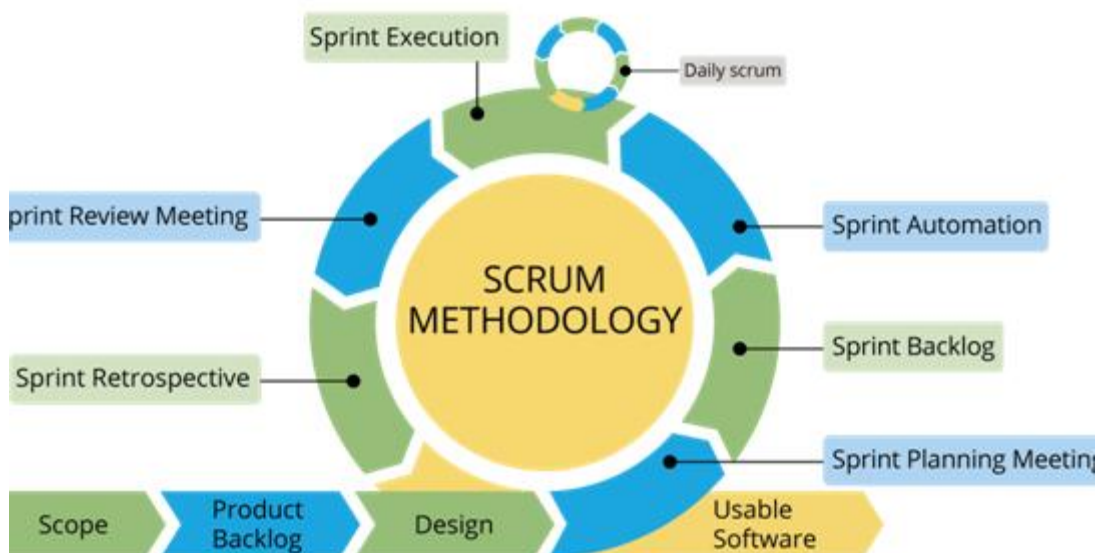 Sprint Execution
Daily scrum
print Review Meeting
Sprint Automation
SCRUM
METHODOLOGY
Sprint Backlog
Sprint Retrospective
Sprint Planning Meeting
Scope
Product
Backlog
Design
Usable
Software